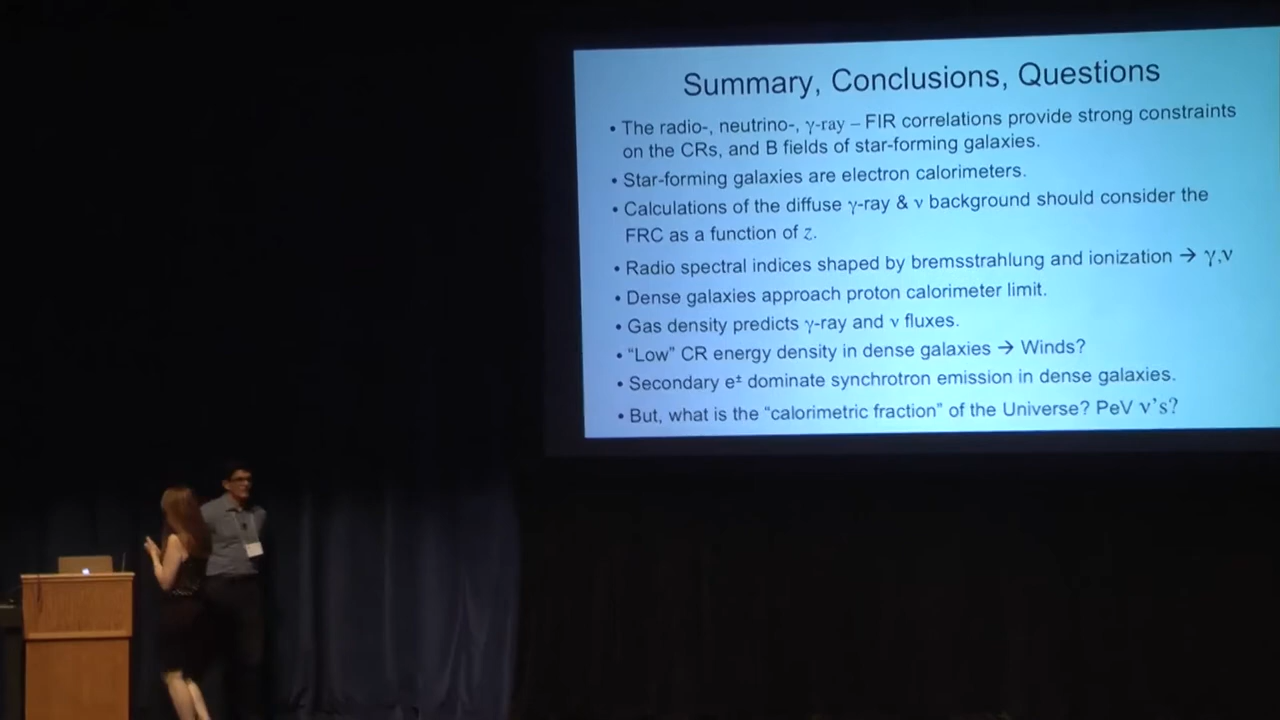 Summary, Conclusions, Questions
• The radio-, neutrino-, γ-ray – FIR correlations provide strong constraints
on the CRs, and B fields of star-forming galaxies.
• Star-forming galaxies are electron calorimeters.
• Calculations of the diffuse γ-ray & ν background should consider the
FRC as a function of z.
• Radio spectral indices shaped by bremsstrahlung and ionization → γ,ν
• Dense galaxies approach proton calorimeter limit.
• Gas density predicts γ-ray and ν fluxes.
• “Low” CR energy density in dense galaxies → Winds?
• Secondary e± dominate synchrotron emission in dense galaxies.
• But, what is the “calorimetric fraction” of the Universe? PeV ν’s?